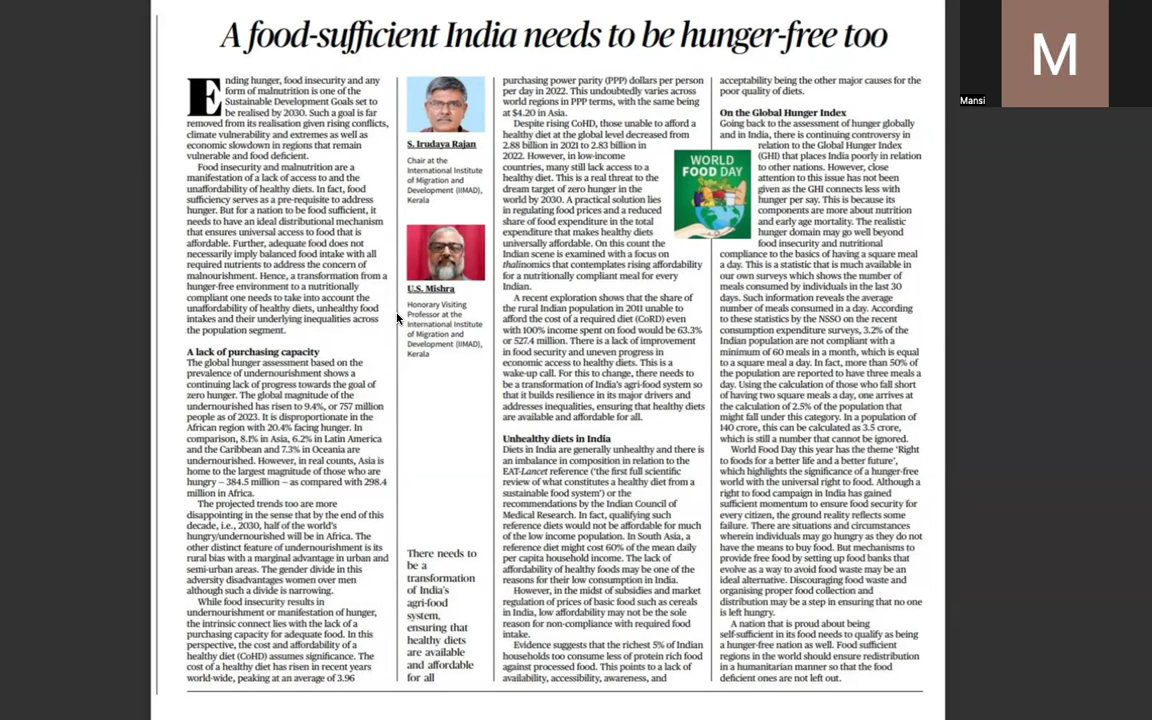 A food-sufficient India needs to be hunger-free too
Ending hunger, food insecurity and any
form of malnutrition is one of the
Sustainable Development Goals set to
be realised by 2030. Such a goal is far
removed from its realisation given rising conflicts,
climate vulnerability and extremes as well as
economic slowdown in regions that remain
vulnerable and food deficient.
Food insecurity and malnutrition are a
manifestation of a lack of access to and the
unaffordability of healthy diets. In fact, food
sufficiency serves as a pre-requisite to address
hunger. But for a nation to be food sufficient, it
needs to have an ideal distributional mechanism
that ensures universal access to food that is
affordable. Further, adequate food does not
necessarily imply balanced food intake with all
required nutrients to address the concern of
malnourishment. Hence, a transformation from a
hunger-free environment to a nutritionally
compliant one needs to take into account the
unaffordability of healthy diets, unhealthy food
intakes and their underlying inequalities across
the population segment.
A lack of purchasing capacity
The global hunger assessment based on the
prevalence of undernourishment shows a
continuing lack of progress towards the goal of
zero hunger. The global magnitude of the
undernourished has risen to 9.4%, or 757 million
people as of 2023. It is disproportionate in the
African region with 20.4% facing hunger. In
comparison, 8.1% in Asia, 6.2% in Latin America
and the Caribbean and 7.3% in Oceania are
undernourished. However, in real counts, Asia is
home to the largest magnitude of those who are
hungry – 384.5 million – as compared with 298.4
million in Africa.
The projected trends too are more
disappointing in the sense that by the end of this
decade, i.e., 2030, half of the world's
hungry/undernourished will be in Africa. The
other distinct feature of undernourishment is its
rural bias with a marginal advantage in urban and
semi-urban areas. The gender divide in this
adversity disadvantages women over men
although such a divide is narrowing.
While food insecurity results in
undernourishment or manifestation of hunger,
the intrinsic connect lies with the lack of a
purchasing capacity for adequate food. In this
perspective, the cost and affordability of a
healthy diet (CoHD) assumes significance. The
cost of a healthy diet has risen in recent years
world-wide, peaking at an average of 3.96
S. Irudaya Rajan
Chair at the
International Institute
of Migration and
Development (IIMAD),
Kerala
U.S. Mishra
Honorary Visiting
Professor at the
International Institute
of Migration and
Development (IIMAD),
Kerala
There needs to
be a
transformation
of India's
agri-food
system,
ensuring that
healthy diets
are available
and affordable
for all
purchasing power parity (PPP) dollars per person
per day in 2022. This undoubtedly varies across
world regions in PPP terms, with the same being
at $4.20 in Asia.
Despite rising CoHD, those unable to afford a
healthy diet at the global level decreased from
2.88 billion in 2021 to 2.83 billion in
2022. However, in low-income
countries, many still lack access to a
healthy diet. This is a real threat to the
dream target of zero hunger in the
world by 2030. A practical solution lies
in regulating food prices and a reduced
share of food expenditure in the total
expenditure that makes healthy diets
universally affordable. On this count the
Indian scene is examined with a focus on
thalinomics that contemplates rising affordability
for a nutritionally compliant meal for every
Indian.
A recent exploration shows that the share of
the rural Indian population in 2011 unable to
afford the cost of a required diet (CoRD) even
with 100% income spent on food would be 63.3%
or 527.4 million. There is a lack of improvement
in food security and uneven progress in
economic access to healthy diets. This is a
wake-up call. For this to change, there needs to
be a transformation of India's agri-food system so
that it builds resilience in its major drivers and
addresses inequalities, ensuring that healthy diets
are available and affordable for all.
Unhealthy diets in India
Diets in India are generally unhealthy and there is
an imbalance in composition in relation to the
EAT-Lancet reference ('the first full scientific
review of what constitutes a healthy diet from a
sustainable food system') or the
recommendations by the Indian Council of
Medical Research. In fact, qualifying such
reference diets would not be affordable for much
of the low income population. In South Asia, a
reference diet might cost 60% of the mean daily
per capita household income. The lack of
affordability of healthy foods may be one of the
reasons for their low consumption in India.
However, in the midst of subsidies and market
regulation of prices of basic food such as cereals
in India, low affordability may not be the sole
reason for non-compliance with required food
intake.
Evidence suggests that the richest 5% of Indian
households too consume less of protein rich food
against processed food. This points to a lack of
availability, accessibility, awareness, and
WORLD
FOOD DAY
acceptability being the other major causes for the
poor quality of diets.
On the Global Hunger Index
Going back to the assessment of hunger globally
and in India, there is continuing controversy in
relation to the Global Hunger Index
(GHI) that places India poorly in relation
to other nations. However, close
attention to this issue has not been
given as the GHI connects less with
hunger per say. This is because its
components are more about nutrition
and early age mortality. The realistic
hunger domain may go well beyond
food insecurity and nutritional
compliance to the basics of having a square meal
a day. This is a statistic that is much available in
our own surveys which shows the number of
meals consumed by individuals in the last 30
days. Such information reveals the average
number of meals consumed in a day. According
to these statistics by the NSSO on the recent
consumption expenditure surveys, 3.2% of the
Indian population are not compliant with a
minimum of 60 meals in a month, which is equal
to a square meal a day. In fact, more than 50% of
the population are reported to have three meals a
day. Using the calculation of those who fall short
of having two square meals a day, one arrives at
the calculation of 2.5% of the population that
might fall under this category. In a population of
140 crore, this can be calculated as 3.5 crore,
which is still a number that cannot be ignored.
World Food Day this year has the theme 'Right
to foods for a better life and a better future',
which highlights the significance of a hunger-free
world with the universal right to food. Although a
right to food campaign in India has gained
sufficient momentum to ensure food security for
every citizen, the ground reality reflects some
failure. There are situations and circumstances
wherein individuals may go hungry as they do not
have the means to buy food. But mechanisms to
provide free food by setting up food banks that
evolve as a way to avoid food waste may be an
ideal alternative. Discouraging food waste and
organising proper food collection and
distribution may be a step in ensuring that no one
is left hungry.
A nation that is proud about being
self-sufficient in its food needs to qualify as being
a hunger-free nation as well. Food sufficient
regions in the world should ensure redistribution
in a humanitarian manner so that the food
deficient ones are not left out.
M
Mansi